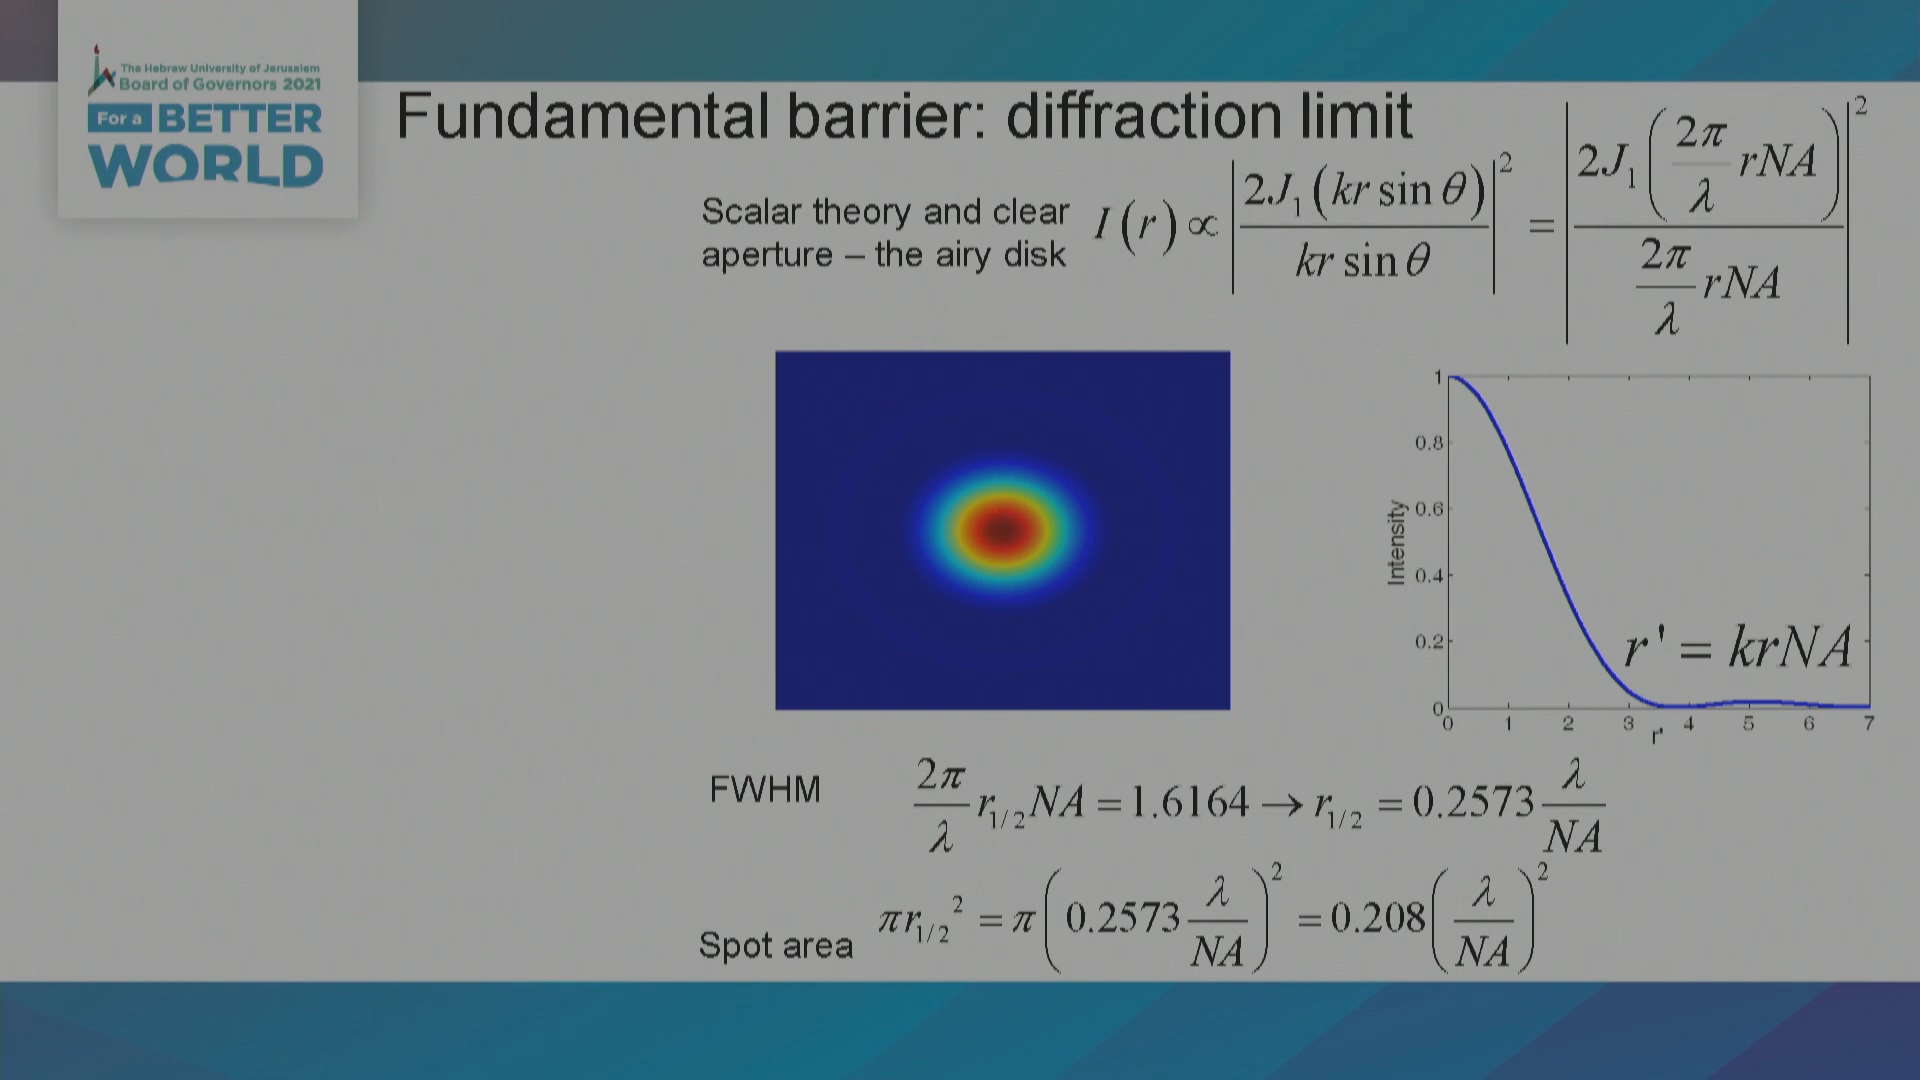 The Hebrew University of Jerusalem
Board of Governors 2021
For a BETTER
WORLD
Fundamental barrier: diffraction limit
Scalar theory and clear
aperture – the airy disk
I(r) ∝ |2J₁(kr sin θ) / (kr sin θ)|² = |2J₁((2π/λ) rNA) / ((2π/λ) rNA)|²
1
0.8
0.6
0.4
0.2
0
Intensity
r' = krNA
0 1 2 3 4 5 6 7
r'
FWHM (2π/λ) r₁/₂NA = 1.6164 → r₁/₂ = 0.2573 λ/NA
Spot area πr₁/₂² = π(0.2573 λ/NA)² = 0.208(λ/NA)²